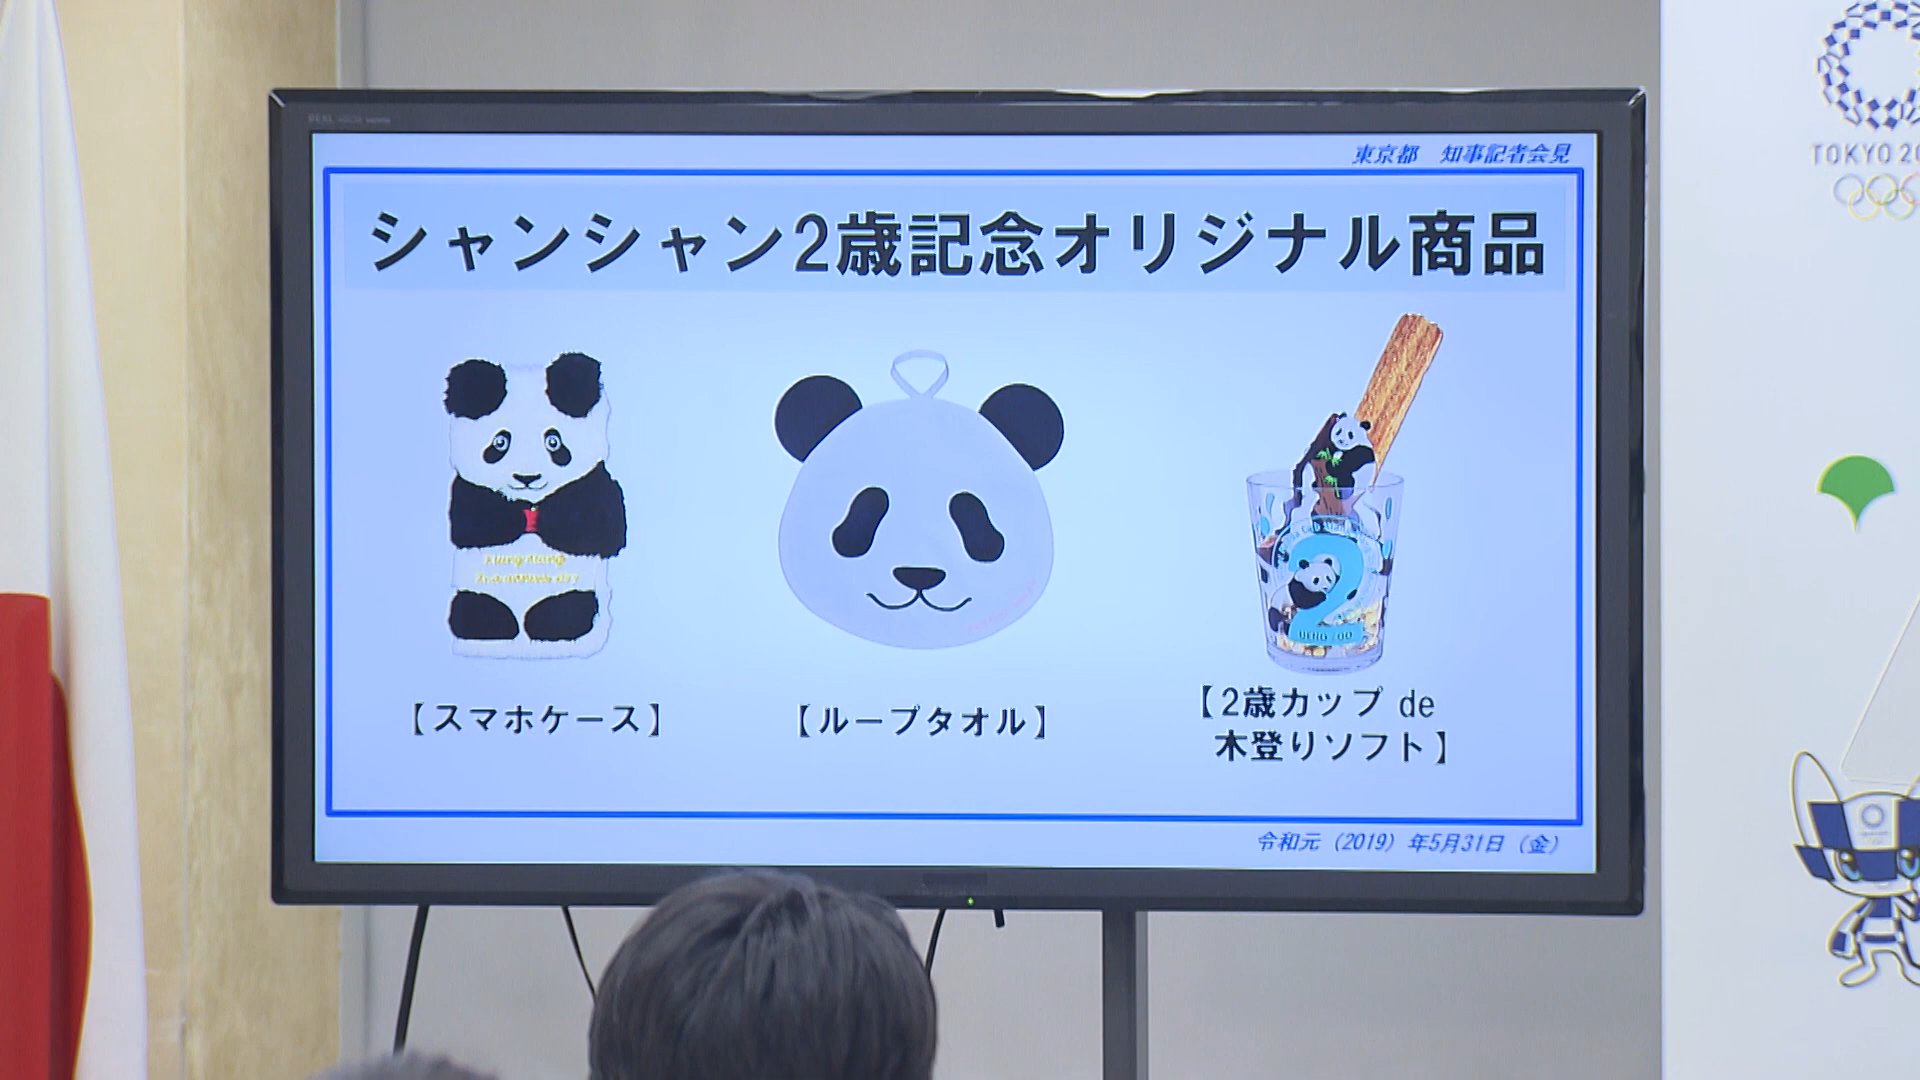 東京都　知事記者会見
シャンシャン2歳記念オリジナル商品
【スマホケース】
【ループタオル】
【2歳カップ de
木登りソフト】
令和元（2019）年5月31日（金）
2
UENO ZOO
TOKYO 20